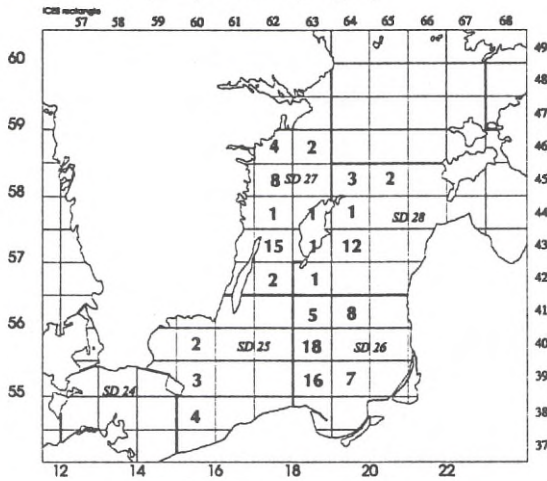 ICES rectangle
57 58 59 60 61 62 63 64 65 66 67 68
60 49
48
47
59 4 2 46
8 SD 27 3 2 45
58 1 1 1 SD 28 44
15 1 12 43
57 2 1 42
5 8 41
56 2 SD 25 18 SD 26 40
3 16 7 39
55 SD 24 4 38
37
12 14 16 18 20 22